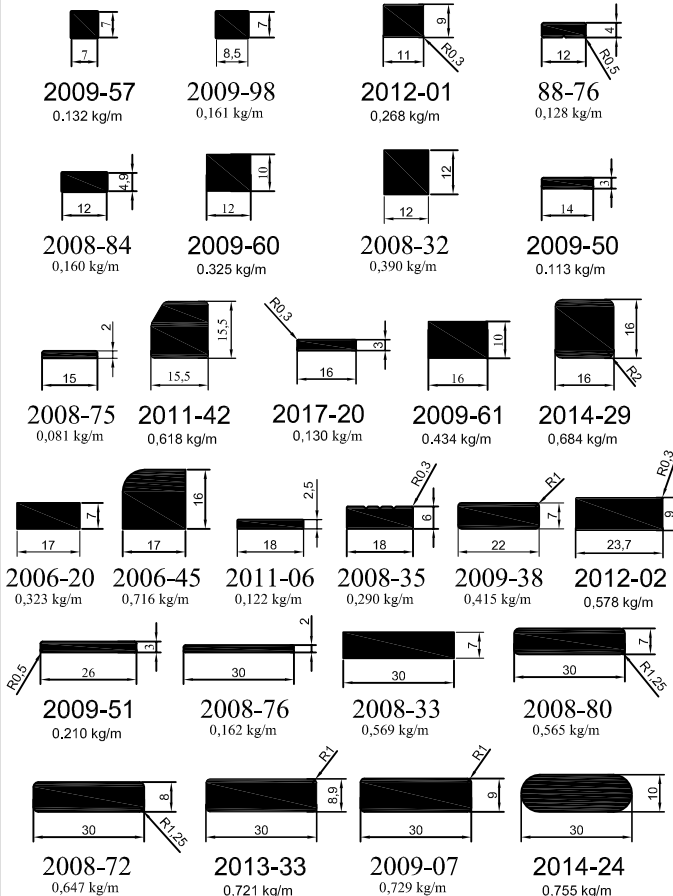 7
7
2009-57
0.132 kg/m
7
8,5
2009-98
0,161 kg/m
9
11
R0.3
2012-01
0,268 kg/m
4
12
R0.5
88-76
0,128 kg/m
4,9
12
2008-84
0,160 kg/m
10
12
2009-60
0.325 kg/m
12
12
2008-32
0,390 kg/m
3
14
2009-50
0.113 kg/m
2
15
2008-75
0,081 kg/m
15,5
15,5
2011-42
0,618 kg/m
R0,3
3
16
2017-20
0,130 kg/m
10
16
2009-61
0.434 kg/m
16
16
R2
2014-29
0,684 kg/m
7
17
2006-20
0,323 kg/m
16
17
2006-45
0,716 kg/m
2,5
18
2011-06
0,122 kg/m
R0,3
6
18
2008-35
0,290 kg/m
R1
7
22
2009-38
0,415 kg/m
R0,3
9
23,7
2012-02
0,578 kg/m
R0,5
3
26
2009-51
0.210 kg/m
2
30
2008-76
0,162 kg/m
7
30
2008-33
0,569 kg/m
7
30
R1,25
2008-80
0,565 kg/m
8
30
R1,25
2008-72
0,647 kg/m
R1
8,9
30
2013-33
0,721 kg/m
R1
9
30
2009-07
0,729 kg/m
10
30
2014-24
0.755 kg/m